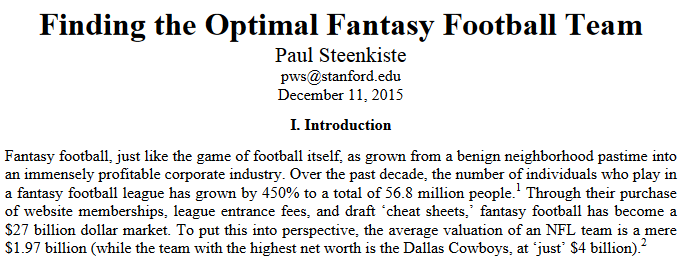 Finding the Optimal Fantasy Football Team
Paul Steenkiste
pws@stanford.edu
December 11, 2015
I. Introduction
Fantasy football, just like the game of football itself, as grown from a benign neighborhood pastime into
an immensely profitable corporate industry. Over the past decade, the number of individuals who play in
a fantasy football league has grown by 450% to a total of 56.8 million people.1 Through their purchase
of website memberships, league entrance fees, and draft ‘cheat sheets,’ fantasy football has become a
$27 billion dollar market. To put this into perspective, the average valuation of an NFL team is a mere
$1.97 billion (while the team with the highest net worth is the Dallas Cowboys, at ‘just’ $4 billion).2